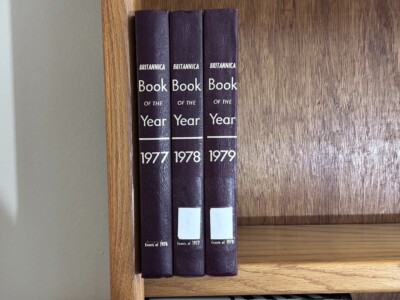 BRITANNICA
Book
OF THE
Year
1977
Events of 1976
BRITANNICA
Book
OF THE
Year
1978
Events of 1977
BRITANNICA
Book
OF THE
Year
1979
Events of 1978